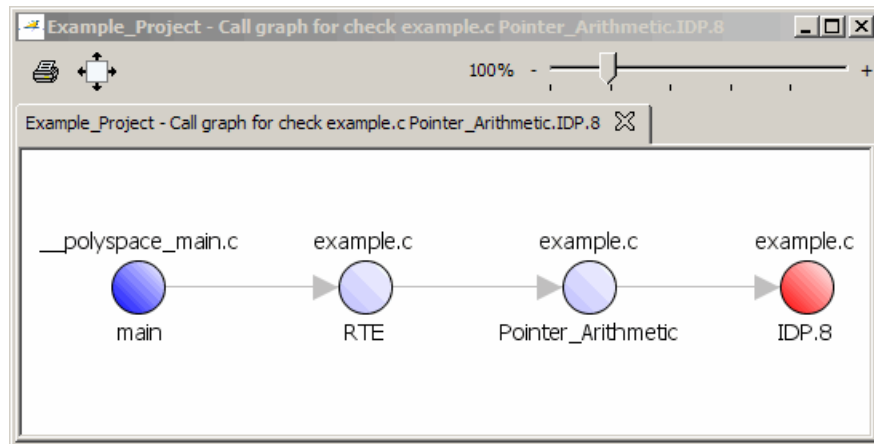 Example_Project - Call graph for check example.c Pointer_Arithmetic.IDP.8
100% - +
Example_Project - Call graph for check example.c Pointer_Arithmetic.IDP.8
__polyspace_main.c example.c example.c example.c
main RTE Pointer_Arithmetic IDP.8